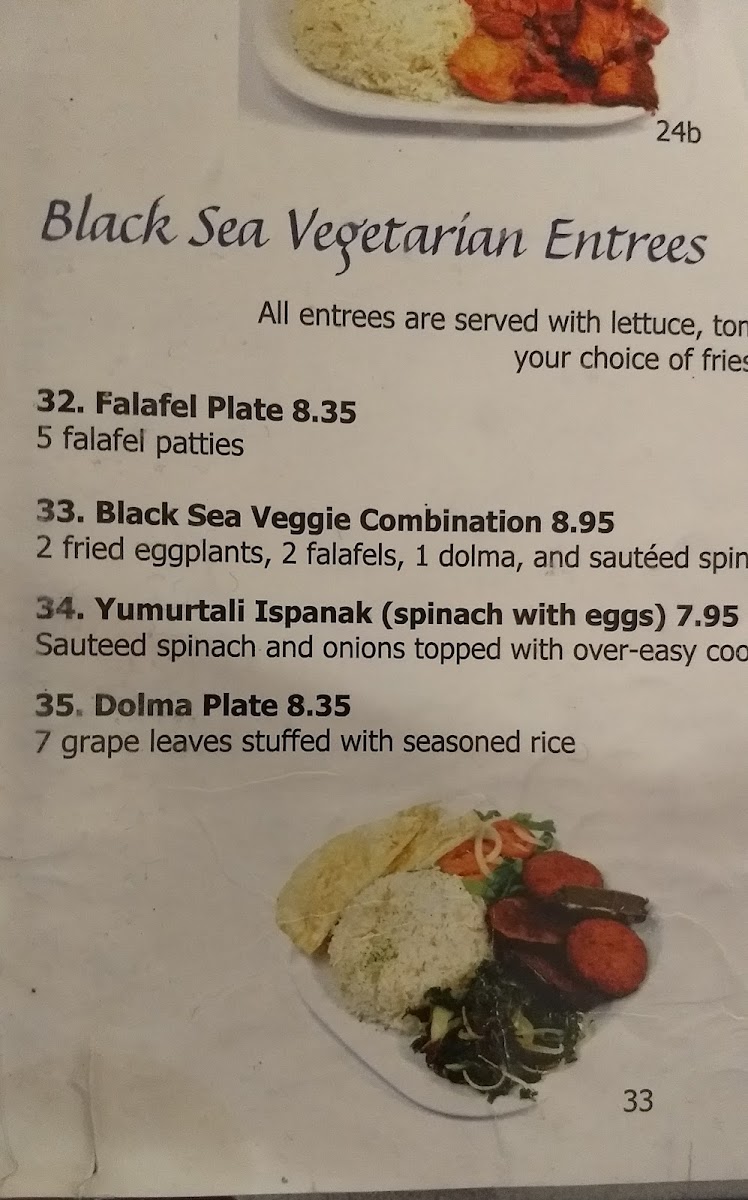 24b
Black Sea Vegetarian Entrees
All entrees are served with lettuce,
your choice of fries
32. Falafel Plate 8.35
5 falafel patties
33. Black Sea Veggie Combination 8.95
2 fried eggplants, 2 falafels, 1 dolma, and sautéed
34. Yumurtali Ispanak (spinach with eggs) 7.95
Sauteed spinach and onions topped with over-easy
35. Dolma Plate 8.35
7 grape leaves stuffed with seasoned rice
33